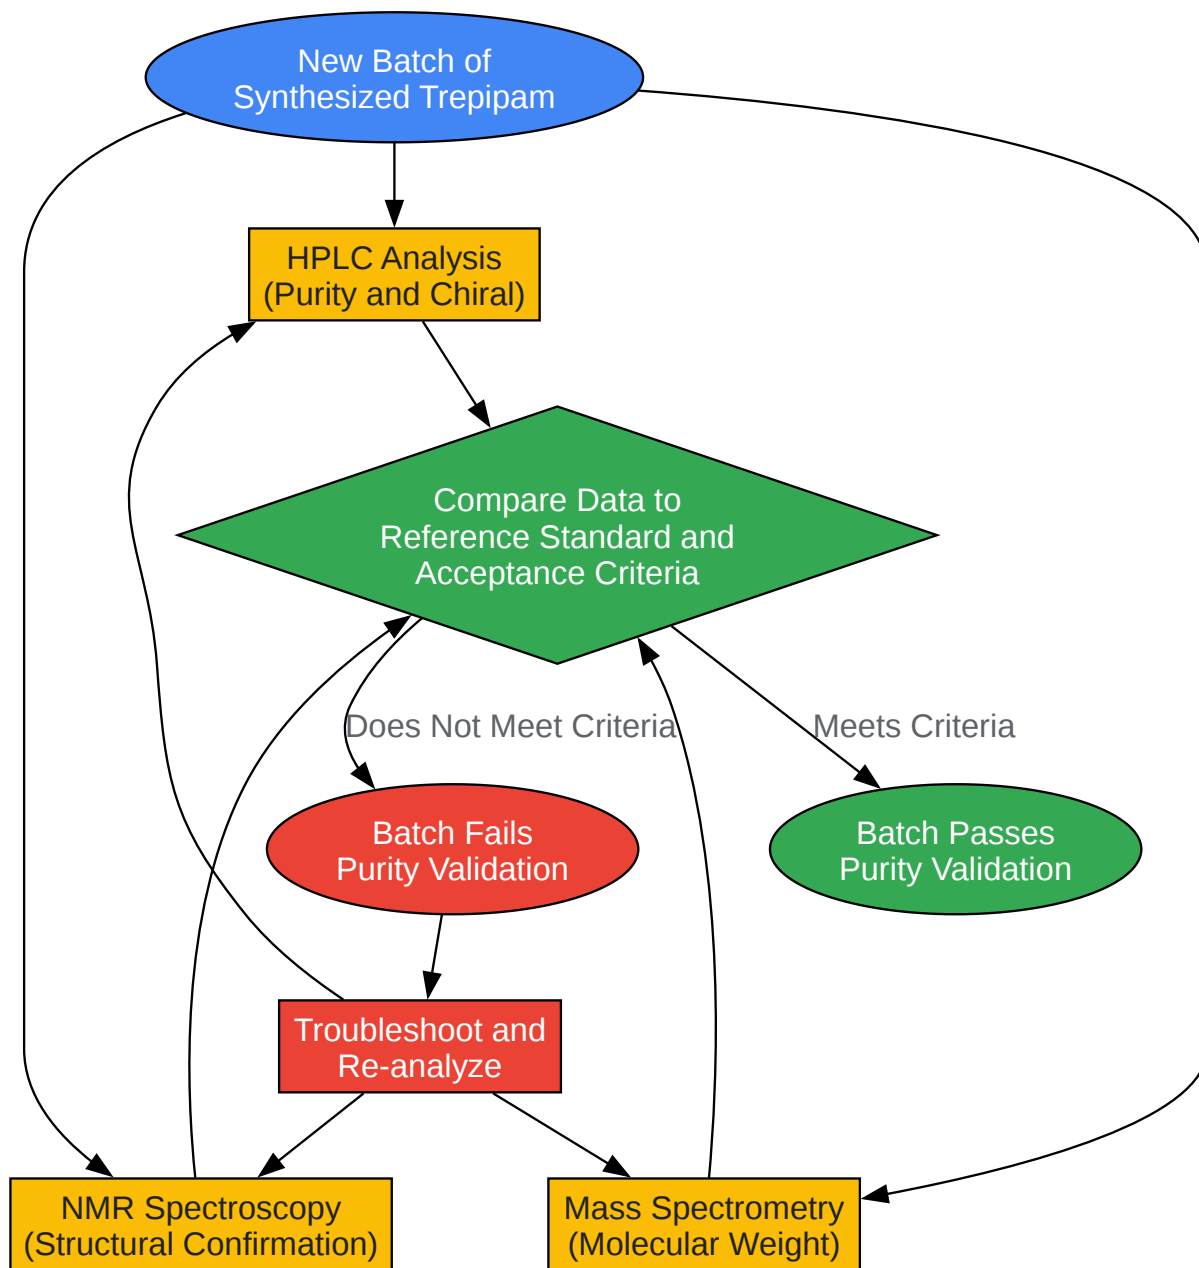 New Batch of
Synthesized Trepipam
HPLC Analysis
(Purity and Chiral)
Compare Data to
Reference Standard and
Acceptance Criteria
Does Not Meet Criteria
Meets Criteria
Batch Fails
Purity Validation
Batch Passes
Purity Validation
Troubleshoot and
Re-analyze
NMR Spectroscopy
(Structural Confirmation)
Mass Spectrometry
(Molecular Weight)